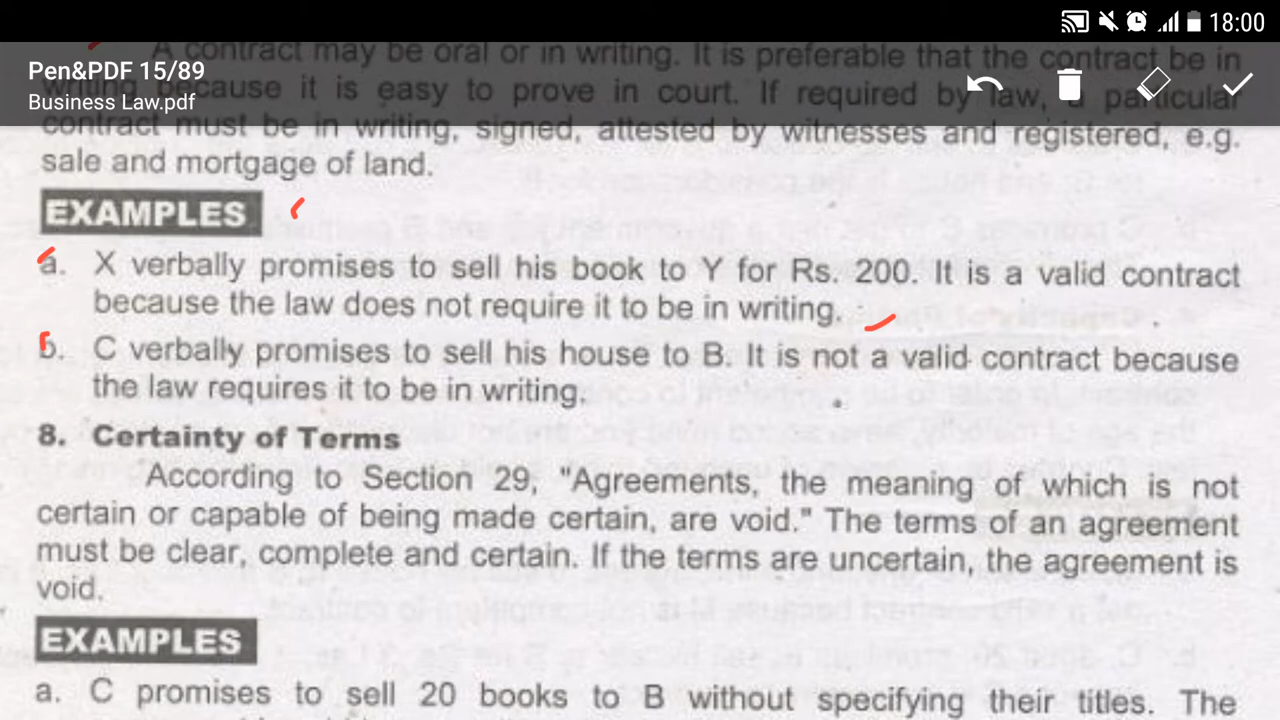 18:00
Pen&PDF 15/89
Business Law.pdf
A contract may be oral or in writing. It is preferable that the contract be in
writing because it is easy to prove in court. If required by law, a particular
contract must be in writing, signed, attested by witnesses and registered, e.g.
sale and mortgage of land.
EXAMPLES
a. X verbally promises to sell his book to Y for Rs. 200. It is a valid contract
because the law does not require it to be in writing.
b. C verbally promises to sell his house to B. It is not a valid contract because
the law requires it to be in writing.
8. Certainty of Terms
According to Section 29, "Agreements, the meaning of which is not
certain or capable of being made certain, are void." The terms of an agreement
must be clear, complete and certain. If the terms are uncertain, the agreement is
void.
EXAMPLES
a. C promises to sell 20 books to B without specifying their titles. The